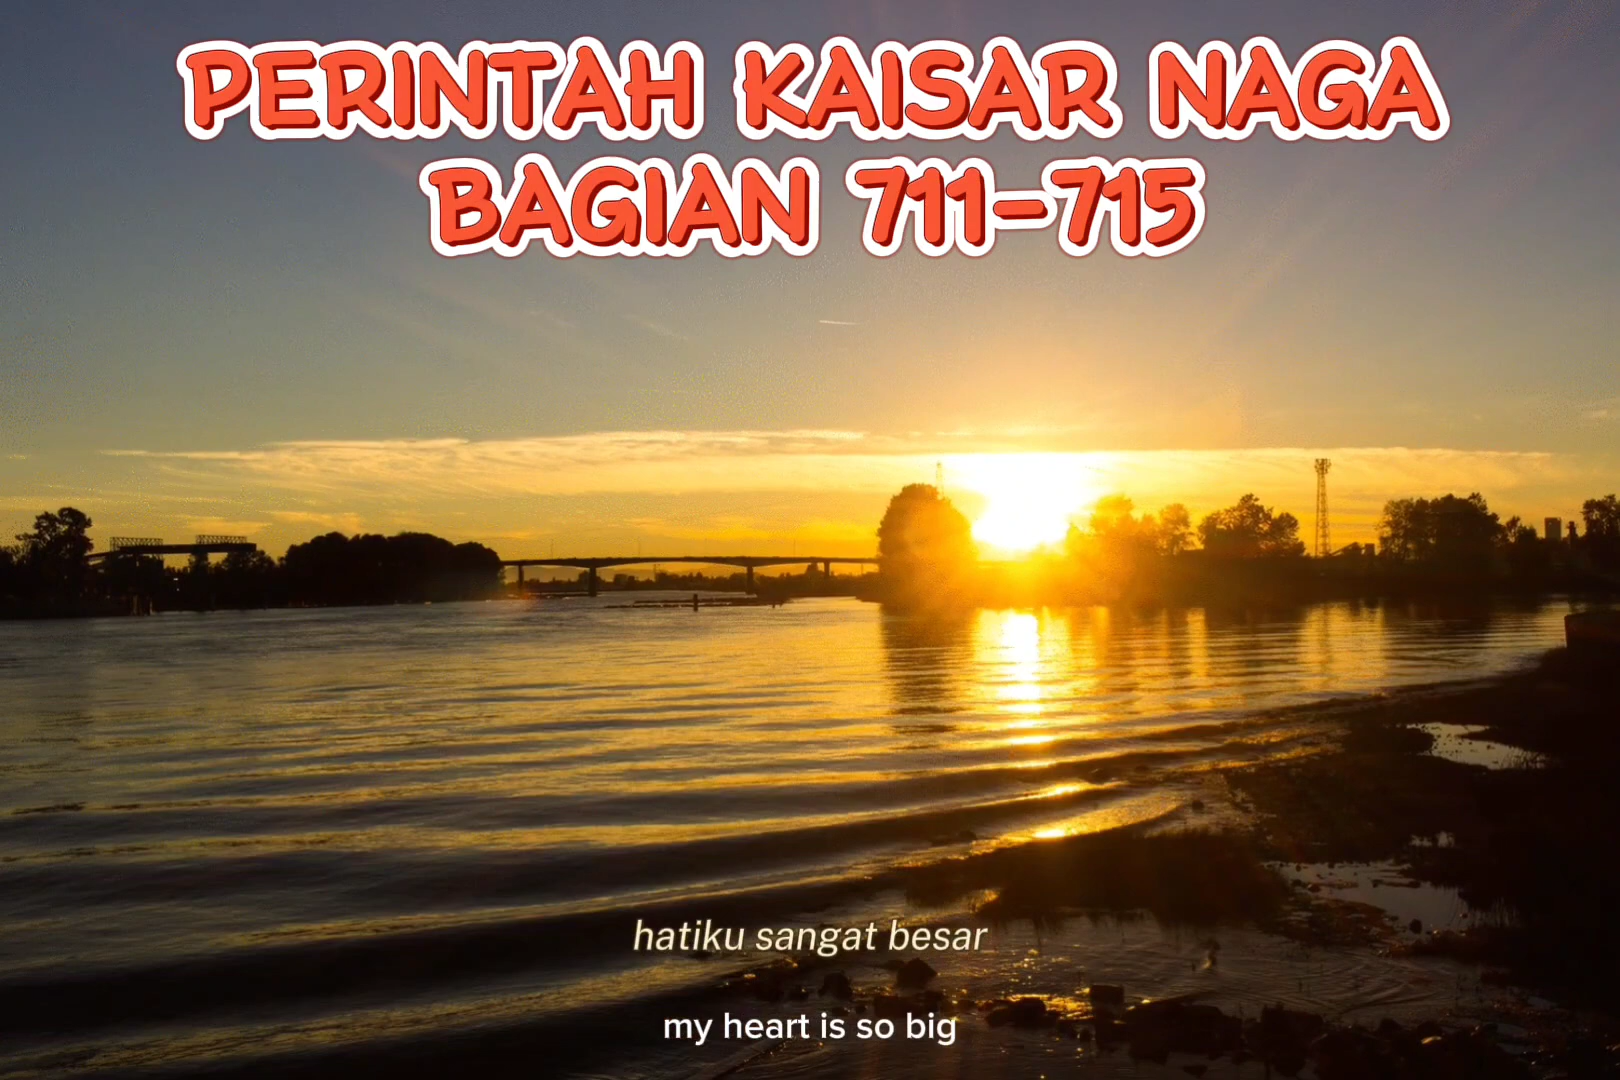 PERINTAH KAISAR NAGA
BAGIAN 711-715
hatiku sangat besar
my heart is so big